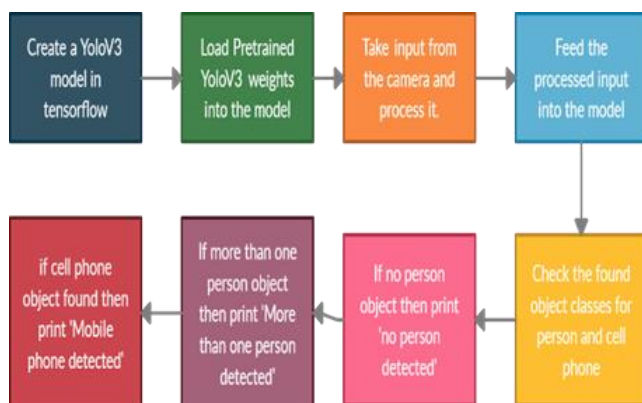 Create a YoloV3
model in
tensorflow
Load Pretrained
YoloV3 weights
into the model
Take input from
the camera and
process it.
Feed the
processed input
into the model
Check the found
object classes for
person and cell
phone
If no person
object then print
'no person
detected'
If more than one
person object
then print 'More
than one person
detected'
if cell phone
object found then
print 'Mobile
phone detected'